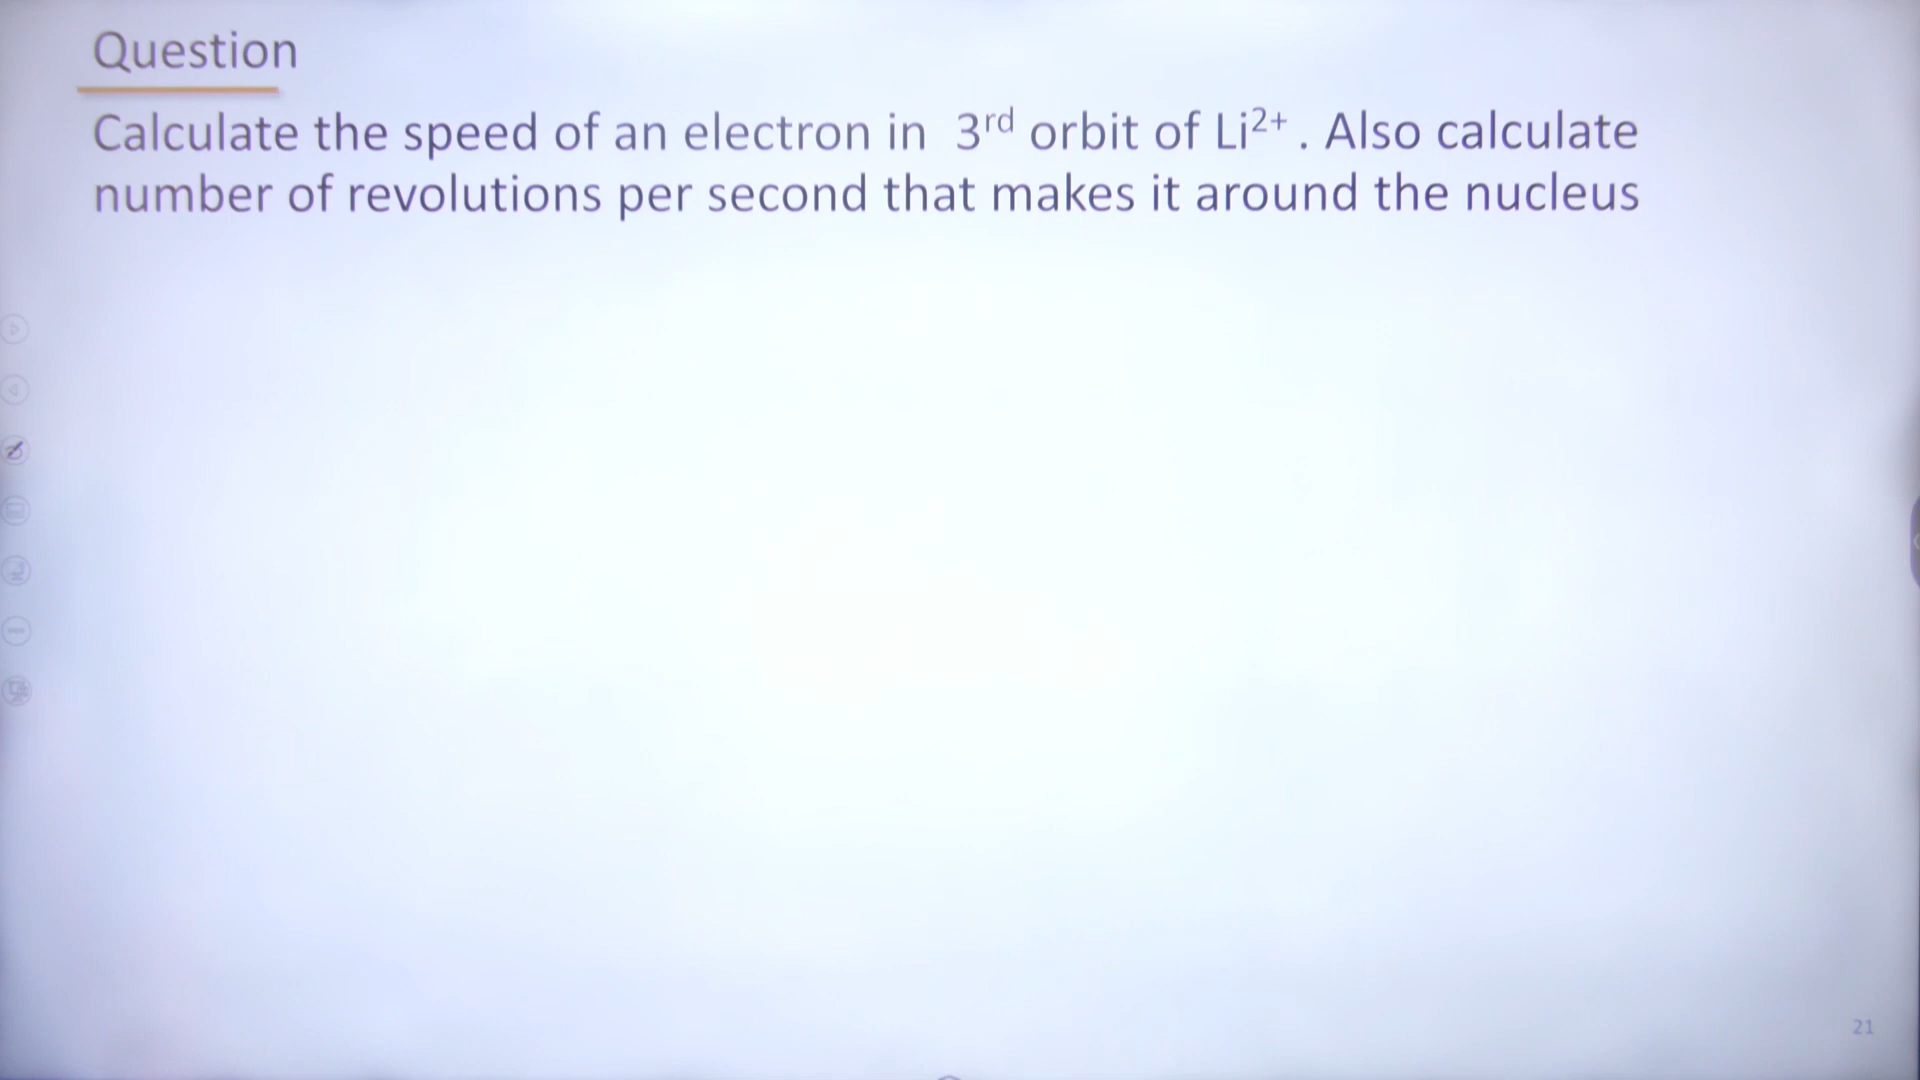 Question
Calculate the speed of an electron in 3rd orbit of Li²⁺ . Also calculate
number of revolutions per second that makes it around the nucleus
21